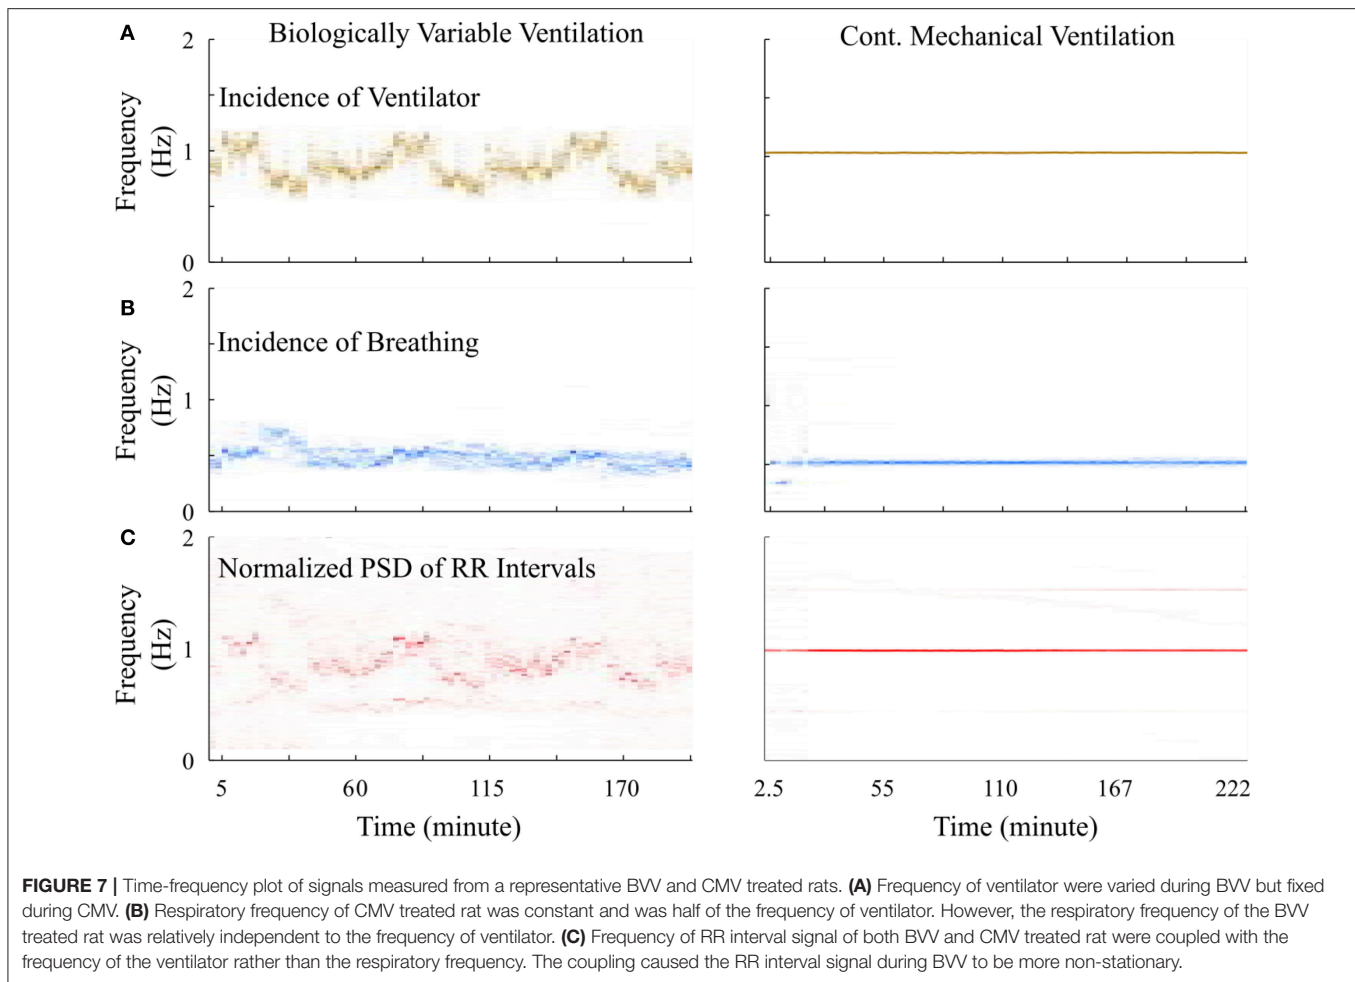 A
Biologically Variable Ventilation
Cont. Mechanical Ventilation
2
Incidence of Ventilator
1
0
Frequency
(Hz)
B
2
Incidence of Breathing
1
0
Frequency
(Hz)
C
2
Normalized PSD of RR Intervals
1
0
Frequency
(Hz)
5 60 115 170
2.5 55 110 167 222
Time (minute)
Time (minute)
FIGURE 7 | Time-frequency plot of signals measured from a representative BVV and CMV treated rats. (A) Frequency of ventilator were varied during BVV but fixed
during CMV. (B) Respiratory frequency of CMV treated rat was constant and was half of the frequency of ventilator. However, the respiratory frequency of the BVV
treated rat was relatively independent to the frequency of ventilator. (C) Frequency of RR interval signal of both BVV and CMV treated rat were coupled with the
frequency of the ventilator rather than the respiratory frequency. The coupling caused the RR interval signal during BVV to be more non-stationary.